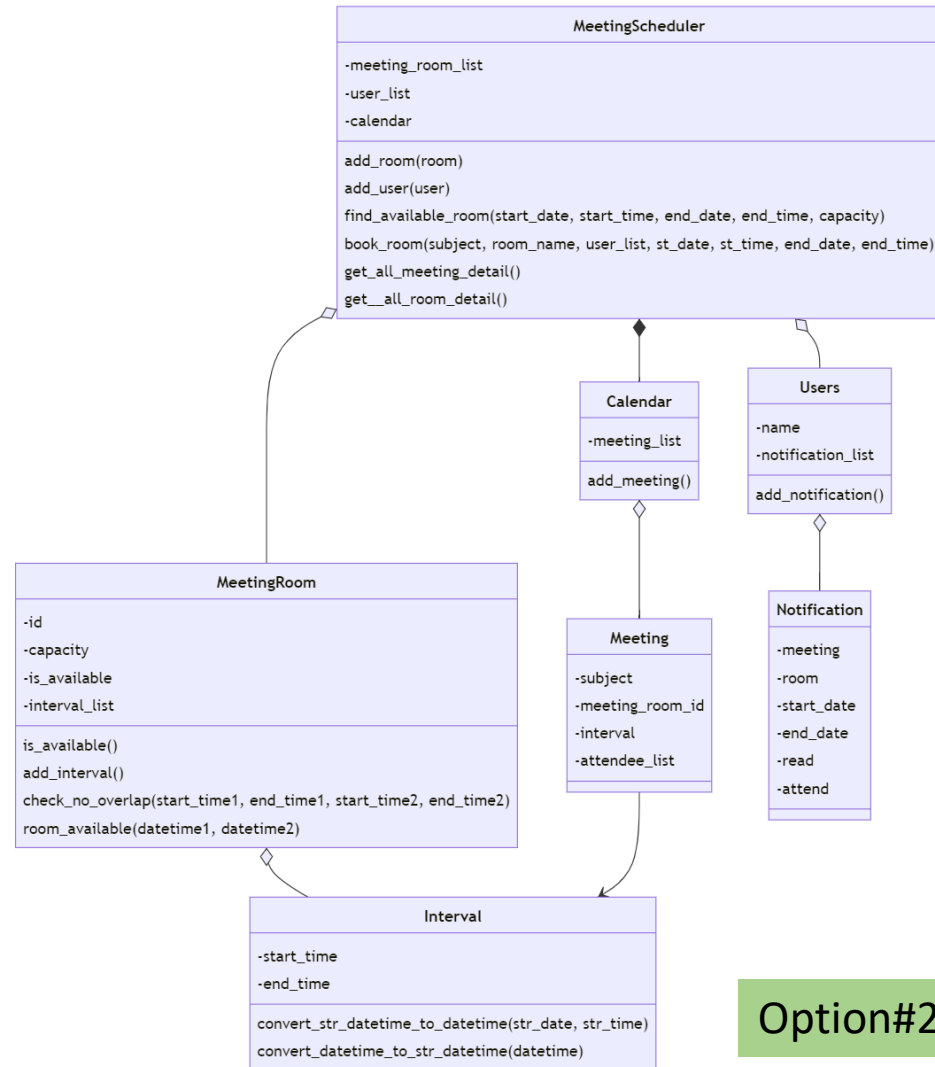 MeetingScheduler
-meeting_room_list
-user_list
-calendar
add_room(room)
add_user(user)
find_available_room(start_date, start_time, end_date, end_time, capacity)
book_room(subject, room_name, user_list, st_date, st_time, end_date, end_time)
get_all_meeting_detail()
get__all_room_detail()
Calendar
-meeting_list
add_meeting()
Users
-name
-notification_list
add_notification()
MeetingRoom
-id
-capacity
-is_available
-interval_list
is_available()
add_interval()
check_no_overlap(start_time1, end_time1, start_time2, end_time2)
room_available(datetime1, datetime2)
Meeting
-subject
-meeting_room_id
-interval
-attendee_list
Notification
-meeting
-room
-start_date
-end_date
-read
-attend
Interval
-start_time
-end_time
convert_str_datetime_to_datetime(str_date, str_time)
convert_datetime_to_str_datetime(datetime)
Option#2